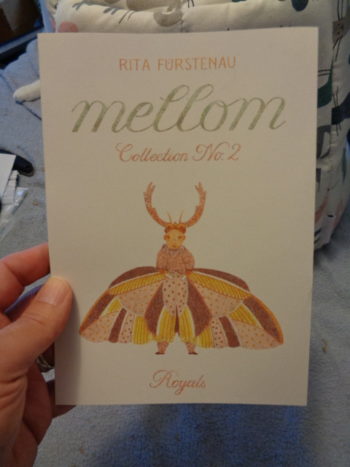 RITA FÜRSTENAU
mellom
Collection No. 2
Royals